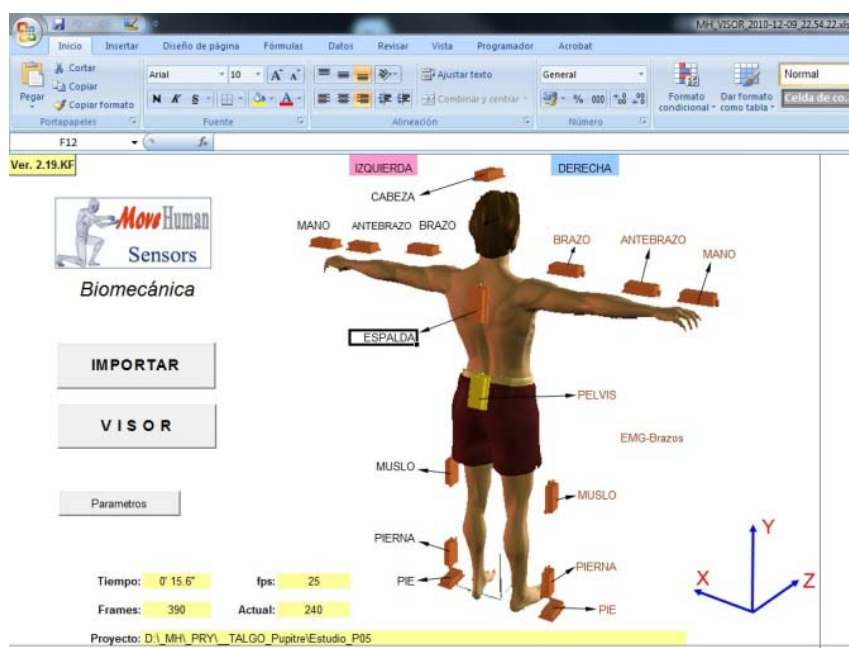 MH_VISOR_2010-12-09_22.54.22.xls
Inicio Insertar Diseño de página Fórmulas Datos Revisar Vista Programador Acrobat
Pegar
Cortar
Copiar
Copiar formato
Portapapeles
Arial 10
N K S
Fuente
Ajustar texto
Combinar y centrar
Alineación
General
% 000
Número
Formato condicional
Dar formato como tabla
Normal
Celda de co...
F12
fx
Ver. 2.19.KF
IZQUIERDA
DERECHA
CABEZA
MANO ANTEBRAZO BRAZO
BRAZO ANTEBRAZO MANO
Move Human
Sensors
Biomecánica
ESPALDA
IMPORTAR
PELVIS
VISOR
EMG-Brazos
MUSLO
MUSLO
Parametros
PIERNA
PIERNA
PIE
PIE
Y
X
Z
Tiempo: 0' 15.6" fps: 25
Frames: 390 Actual: 240
Proyecto: D:\_MH\_PRY\__TALGO_Pupitre\Estudio_P05